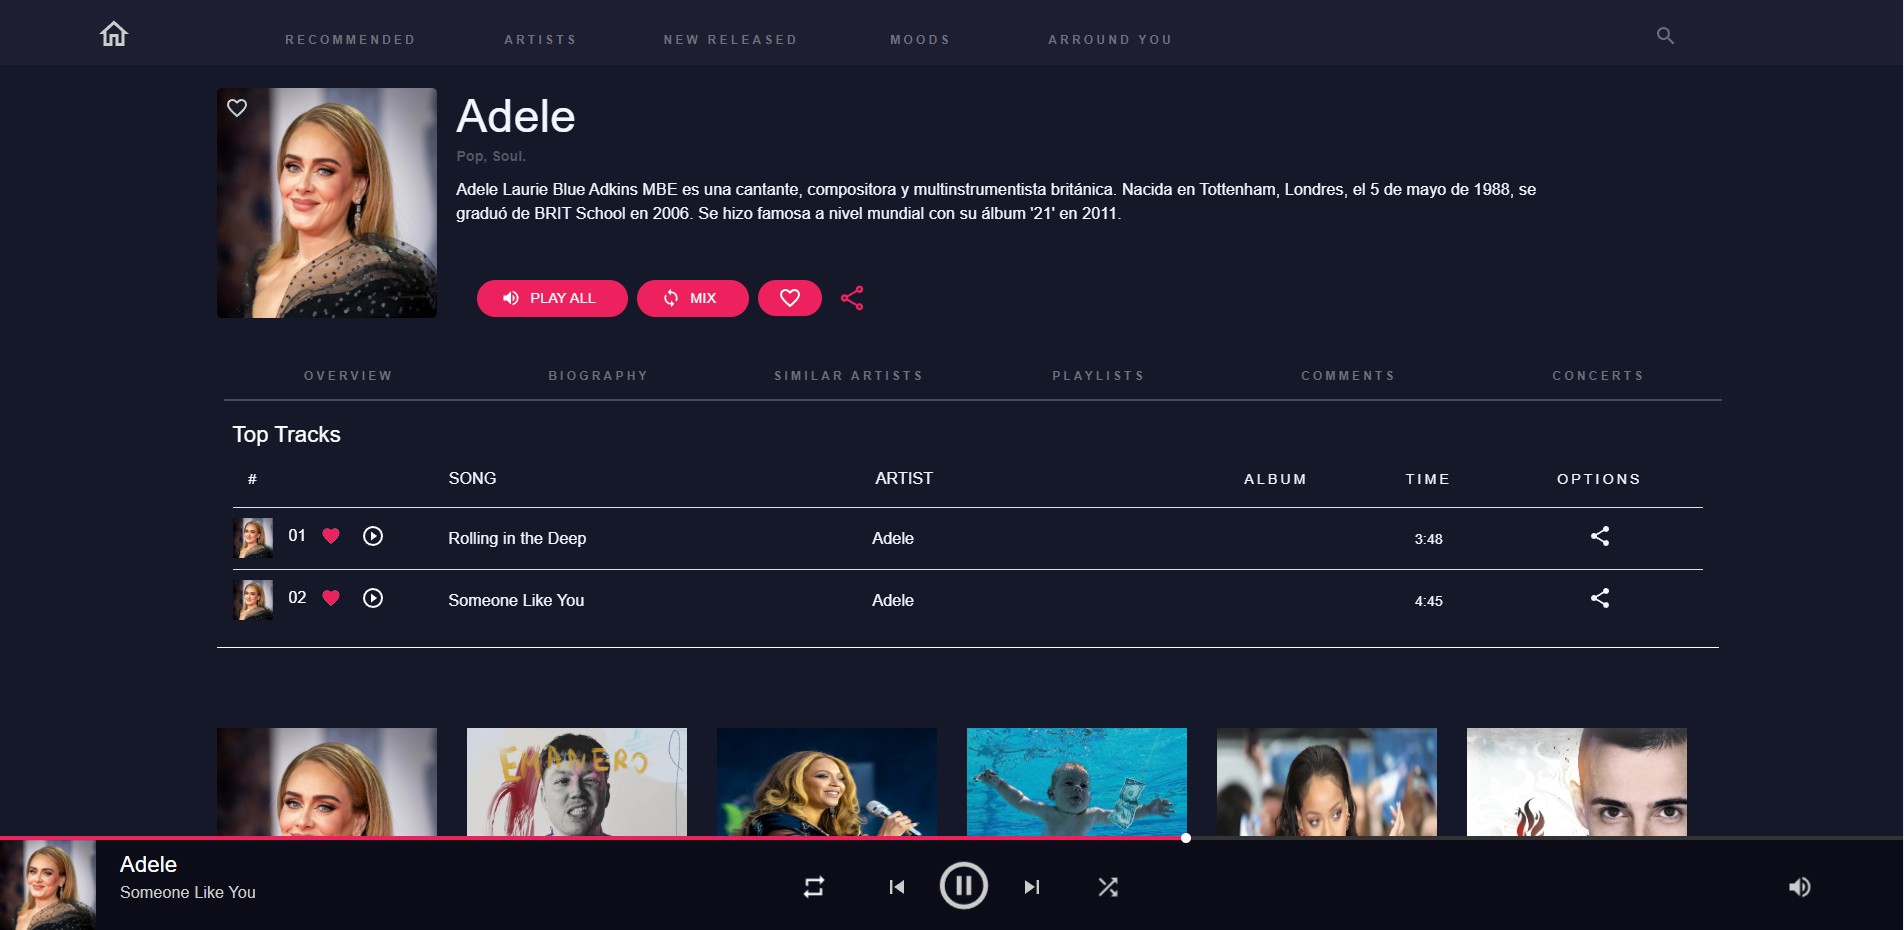 RECOMMENDED ARTISTS NEW RELEASED MOODS ARROUND YOU
Adele
Pop, Soul.
Adele Laurie Blue Adkins MBE es una cantante, compositora y multinstrumentista británica. Nacida en Tottenham, Londres, el 5 de mayo de 1988, se
graduó de BRIT School en 2006. Se hizo famosa a nivel mundial con su álbum '21' en 2011.
PLAY ALL MIX
OVERVIEW BIOGRAPHY SIMILAR ARTISTS PLAYLISTS COMMENTS CONCERTS
Top Tracks
# SONG ARTIST ALBUM TIME OPTIONS
01 Rolling in the Deep Adele 3:48
02 Someone Like You Adele 4:45
EMANERO
Adele
Someone Like You